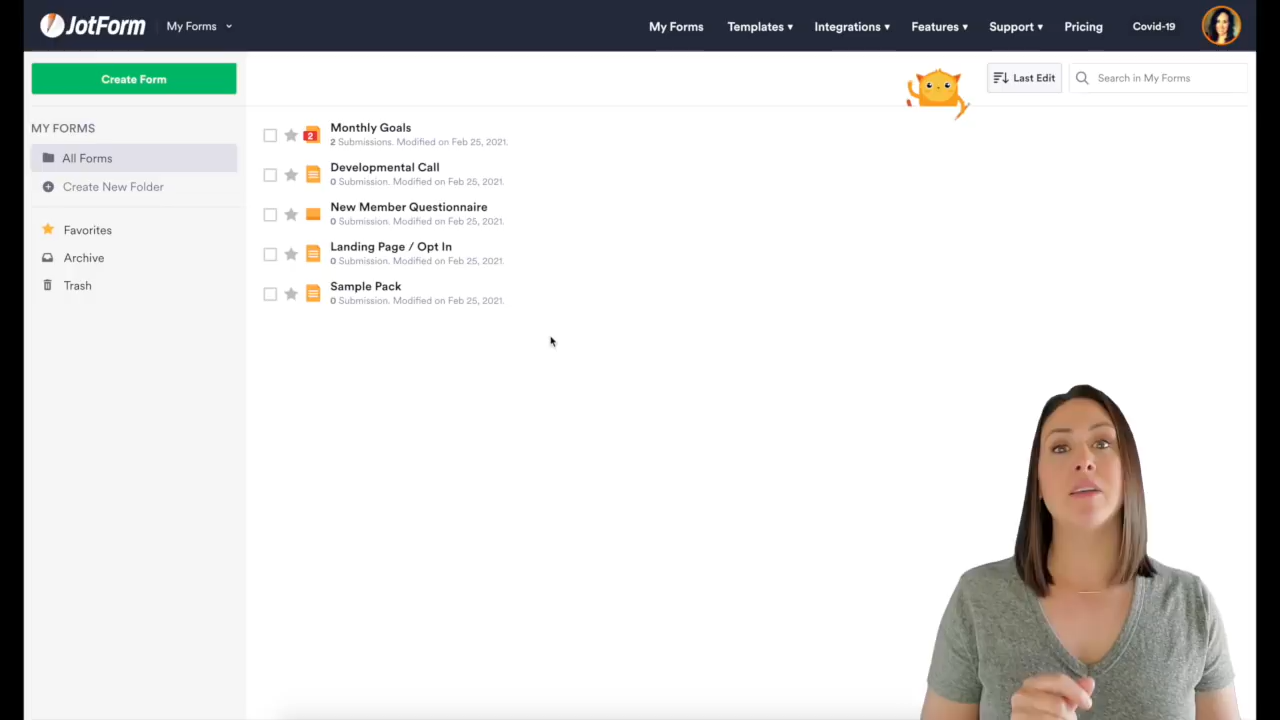 JotForm
My Forms
My Forms
Templates ▾
Integrations ▾
Features ▾
Support ▾
Pricing
Covid-19
Create Form
Last Edit
Search in My Forms
MY FORMS
All Forms
Create New Folder
Favorites
Archive
Trash
2
Monthly Goals
2 Submissions. Modified on Feb 25, 2021.
Developmental Call
0 Submission. Modified on Feb 25, 2021.
New Member Questionnaire
0 Submission. Modified on Feb 25, 2021.
Landing Page / Opt In
0 Submission. Modified on Feb 25, 2021.
Sample Pack
0 Submission. Modified on Feb 25, 2021.